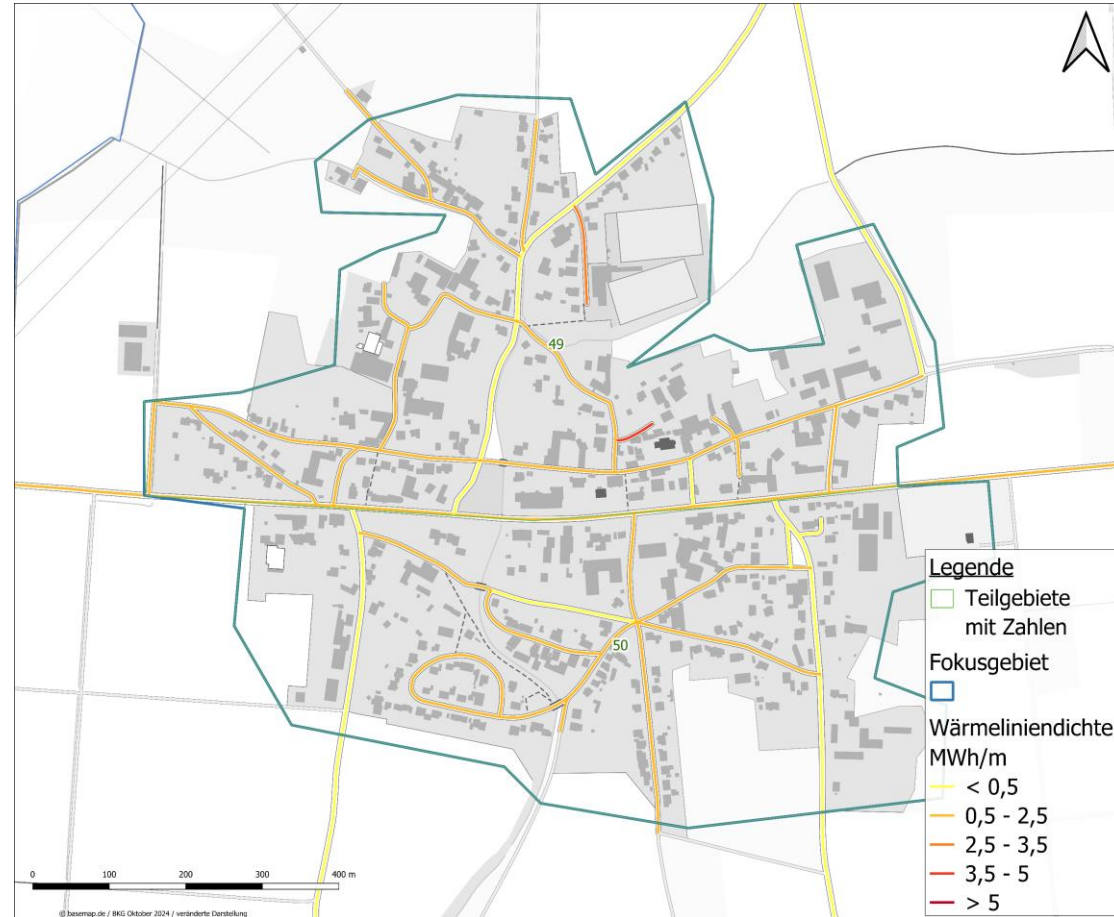 49
50
Legende
Teilgebiete
mit Zahlen
Fokusgebiet
Wärmeliniendichte
MWh/m
< 0,5
0,5 - 2,5
2,5 - 3,5
3,5 - 5
> 5
0 100 200 300 400 m
© basemap.de / BKG Oktober 2024 / veränderte Darstellung